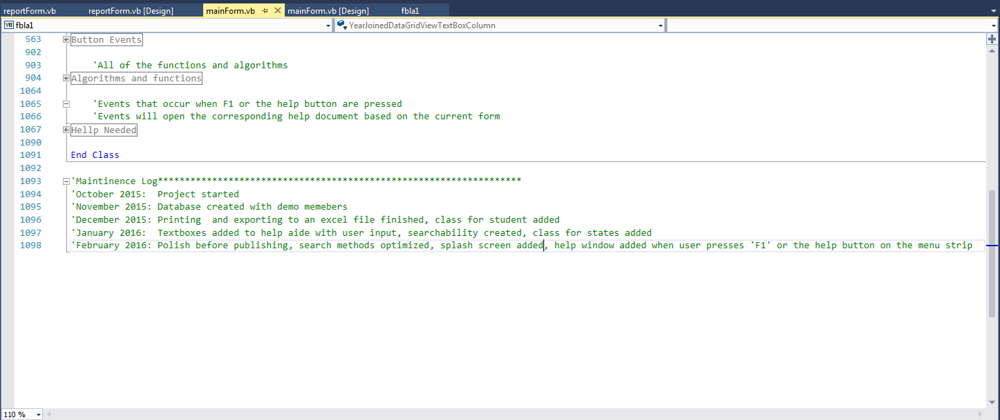 reportForm.vb reportForm.vb [Design] mainForm.vb mainForm.vb [Design] fbla1
VB fbla1 YearJoinedDataGridViewTextBoxColumn
563 Button Events
902
903 'All of the functions and algorithms
904 Algorithms and functions
1064
1065 'Events that occur when F1 or the help button are pressed
1066 'Events will open the corresponding help document based on the current form
1067 Hellp Needed
1090
1091 End Class
1092
1093 'Maintinence Log*******************************************************************
1094 'October 2015:  Project started
1095 'November 2015: Database created with demo memebers
1096 'December 2015: Printing  and exporting to an excel file finished, class for student added
1097 'January 2016:  Textboxes added to help aide with user input, searchability created, class for states added
1098 'February 2016: Polish before publishing, search methods optimized, splash screen added, help window added when user presses 'F1' or the help button on the menu strip
110 %